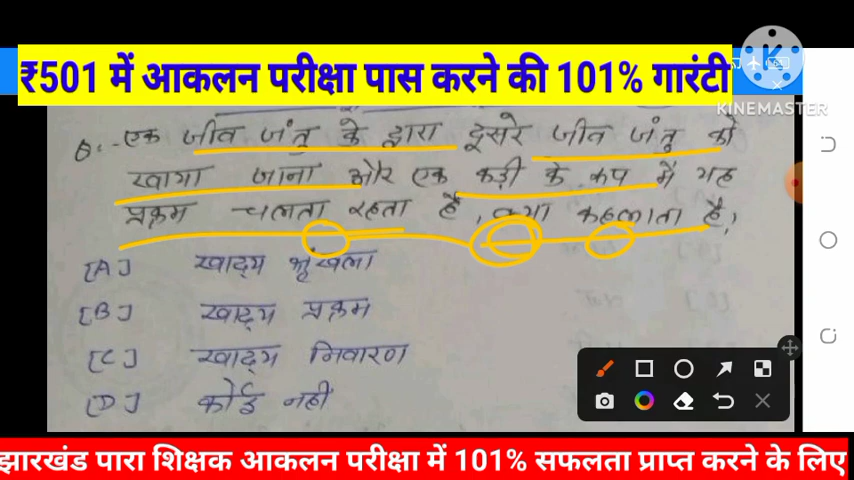 ₹501 में आकलन परीक्षा पास करने की 101% गारंटी
KINEMASTER
Q:- एक जीव जंतु के द्वारा दूसरे जीव जंतु को
खाया जाना और एक कड़ी के रूप में यह
प्रक्रम चलता रहता है, क्या कहलाता है,
[A] खाद्य श्रृंखला
[B] खाद्य प्रक्रम
[C] खाद्य निवारण
[D] कोई नहीं
झारखंड पारा शिक्षक आकलन परीक्षा में 101% सफलता प्राप्त करने के लिए